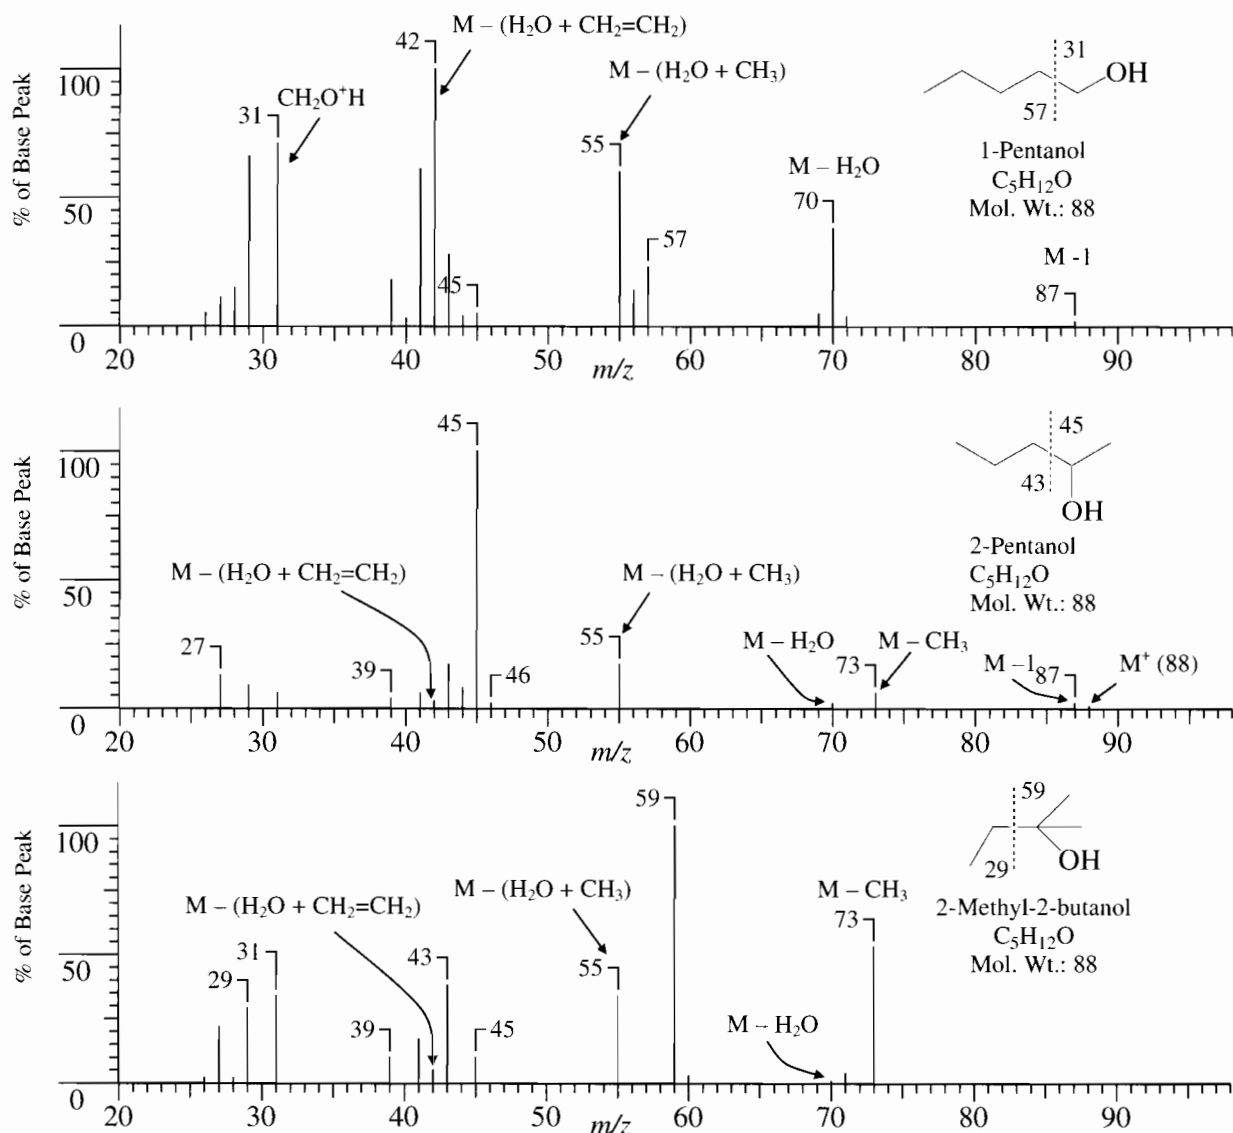 M – (H₂O + CH₂=CH₂)
42
M – (H₂O + CH₃)
31
OH
57
1-Pentanol
C₅H₁₂O
Mol. Wt.: 88
CH₂O⁺H
31
55
M – H₂O
70
57
45
M -1
87
% of Base Peak
100
50
0
20 30 40 50 60 70 80 90
m/z
45
45
43
OH
2-Pentanol
C₅H₁₂O
Mol. Wt.: 88
M – (H₂O + CH₂=CH₂)
M – (H₂O + CH₃)
27
39
46
55
M – H₂O
73
M – CH₃
M –1
87
M⁺ (88)
% of Base Peak
100
50
0
20 30 40 50 60 70 80 90
m/z
59
59
29
OH
2-Methyl-2-butanol
C₅H₁₂O
Mol. Wt.: 88
M – (H₂O + CH₂=CH₂)
M – (H₂O + CH₃)
M – CH₃
73
29
31
39
43
45
55
M – H₂O
% of Base Peak
100
50
0
20 30 40 50 60 70 80 90
m/z